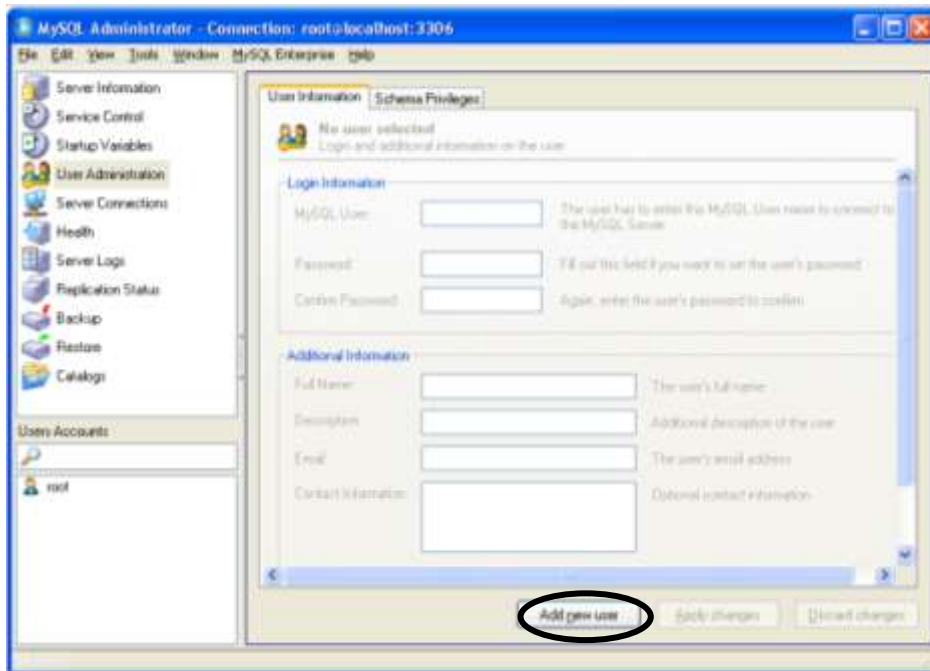 MySQL Administrator - Connection: root@localhost:3306
File Edit View Tools Window MySQL Enterprise Help
Server Information
Service Control
Startup Variables
User Administration
Server Connections
Health
Server Logs
Replication Status
Backup
Restore
Catalogs
Users Accounts
root
User Information Schema Privileges
No user selected
Login and additional information on the user
Login Information
MySQL User The user has to enter this MySQL User name to connect to
the MySQL Server
Password Fill out this field if you want to set the user's password
Confirm Password Again, enter the user's password to confirm
Additional Information
Full Name The user's full name
Description Additional description of the user
Email The user's email address
Contact Information Optional contact information
Add new user Apply changes Discard changes